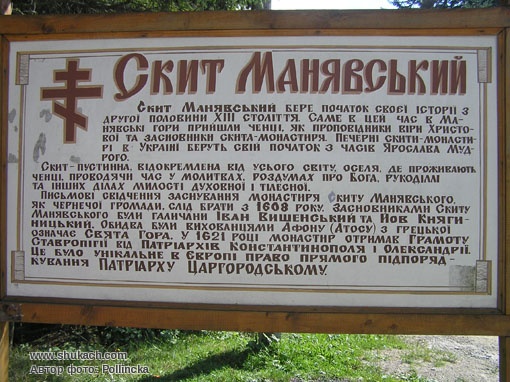 Скит Манявський
Скит Манявський бере початок своєї історії з
другої половини XIII століття. Саме в цей час в Ма-
нявські гори прийшли ченці, як проповідники віри Христо-
вої та засновники скита-монастиря. Печерні скити-монасти-
рі в Україні беруть свій початок з часів Ярослава Муд-
рого.
Скит-пустинна, відокремлена від усього світу, оселя, де проживають
ченці, проводячи час у молитвах, роздумах про Бога, рукоділлі
та інших ділах милості духовної і тілесної.
Письмові свідчення заснування монастиря Скиту Манявського,
як чернечої громади, слід брати з 1608 року. Засновниками Скиту
Манявського були галичани Іван Вишенський та Йов Княги-
ницький. Обидва були вихованцями Афону (Атосу) з грецької
означає Свята Гора. У 1621 році монастир отримав Грамоту
Ставропігії від Патріархів Константинополя і Олександрії.
Це було унікальне в Європі право прямого підпоряд-
кування Патріарху Царгородському.
www.shukach.com
Автор фото: Pollincka